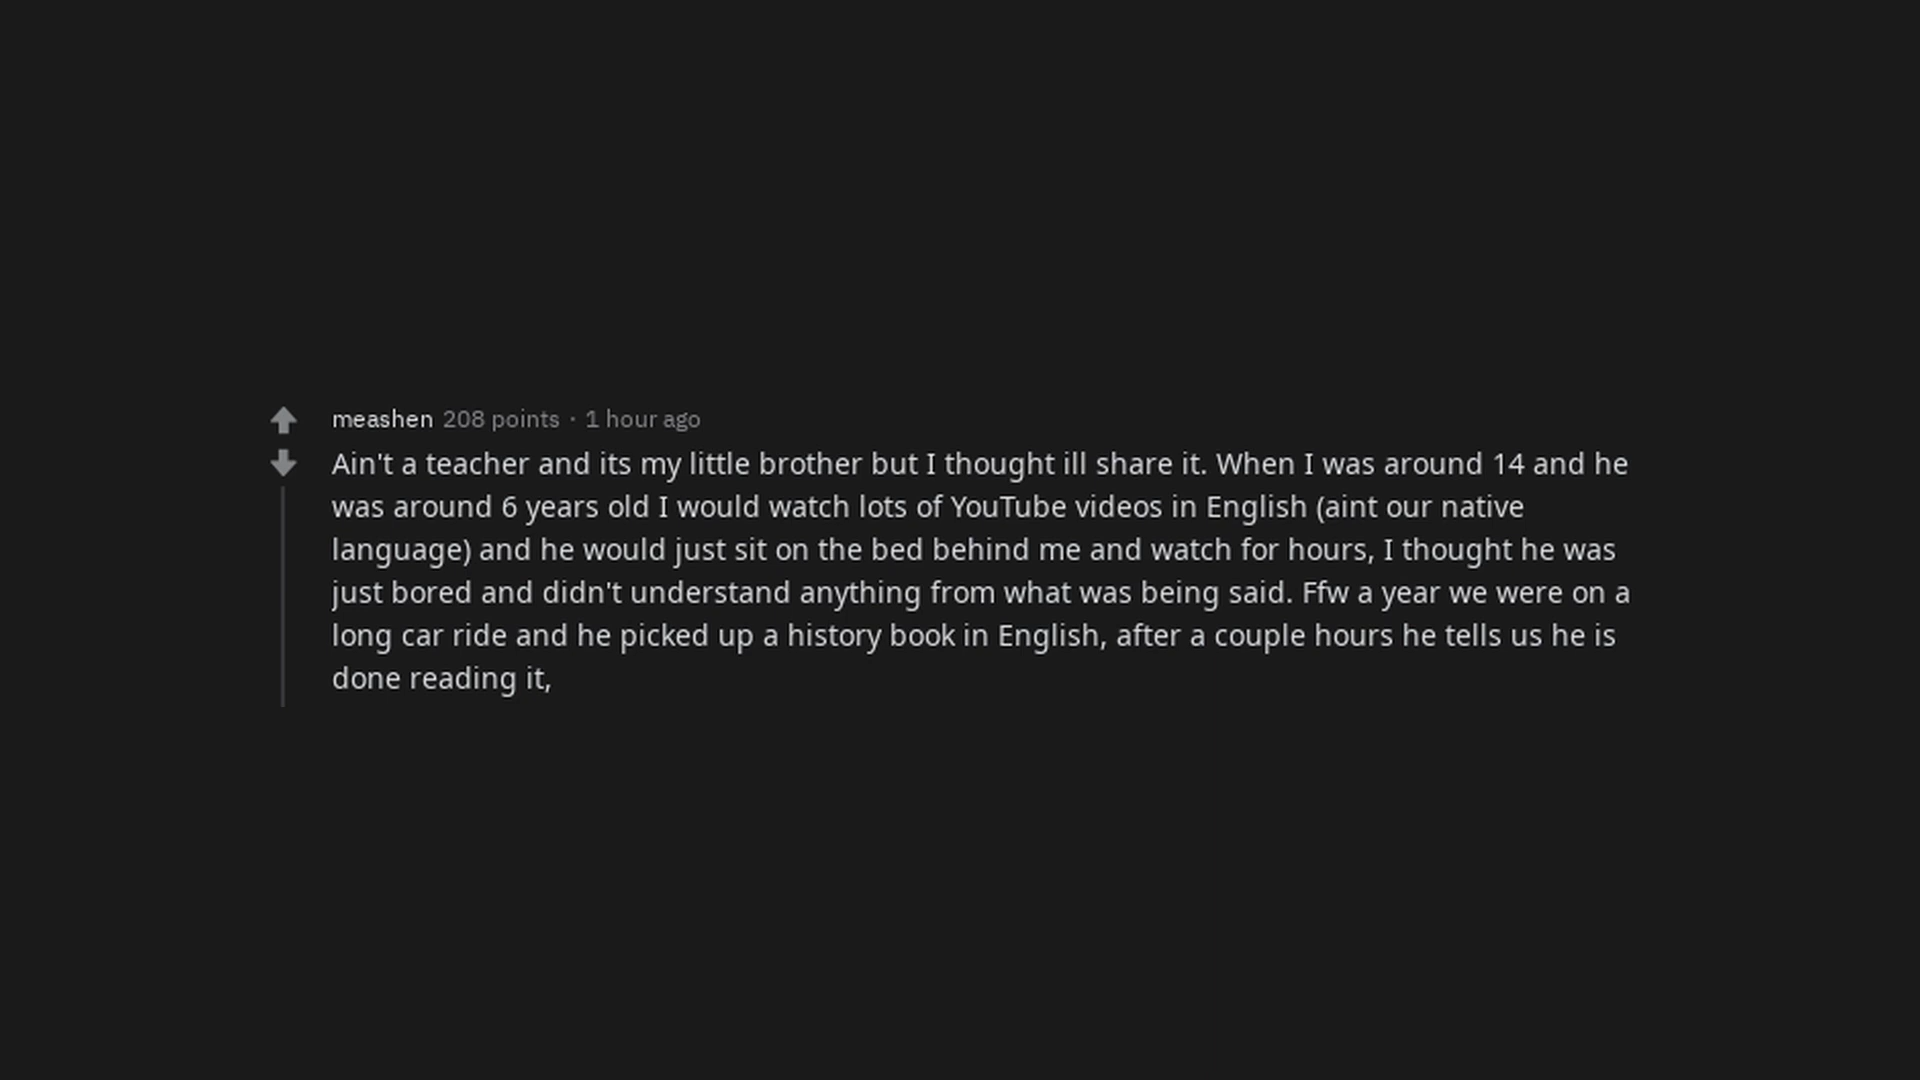 meashen 208 points · 1 hour ago
Ain't a teacher and its my little brother but I thought ill share it. When I was around 14 and he
was around 6 years old I would watch lots of YouTube videos in English (aint our native
language) and he would just sit on the bed behind me and watch for hours, I thought he was
just bored and didn't understand anything from what was being said. Ffw a year we were on a
long car ride and he picked up a history book in English, after a couple hours he tells us he is
done reading it,